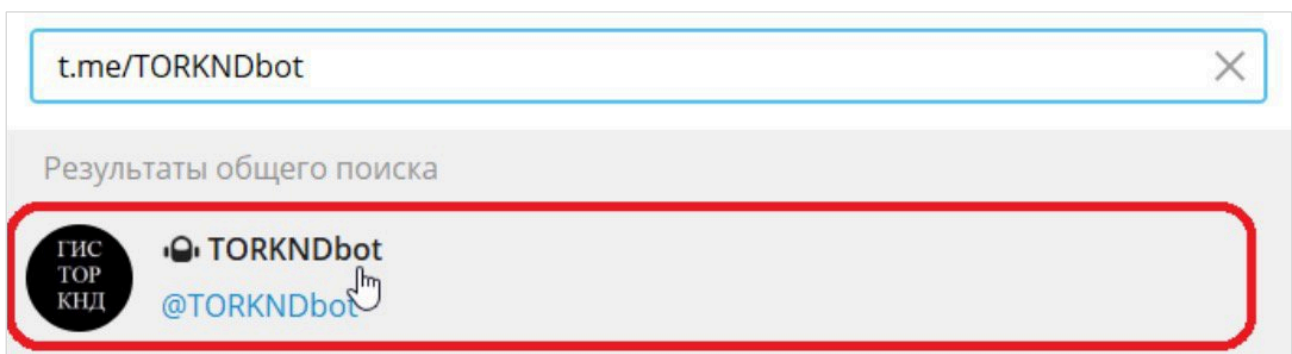 t.me/TORKNDbot
Результаты общего поиска
ГИС
ТОР
КНД
TORKNDbot
@TORKNDbot